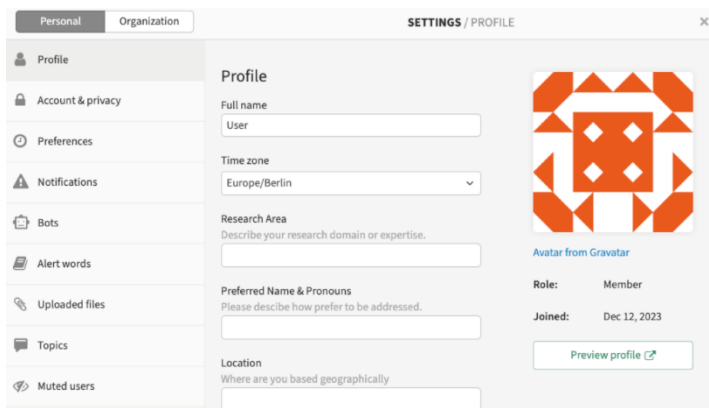 Personal
Organization
SETTINGS / PROFILE
Profile
Account & privacy
Preferences
Notifications
Bots
Alert words
Uploaded files
Topics
Muted users
Profile
Full name
User
Time zone
Europe/Berlin
Research Area
Describe your research domain or expertise.
Preferred Name & Pronouns
Please descibe how prefer to be addressed.
Location
Where are you based geographically
Avatar from Gravatar
Role: Member
Joined: Dec 12, 2023
Preview profile